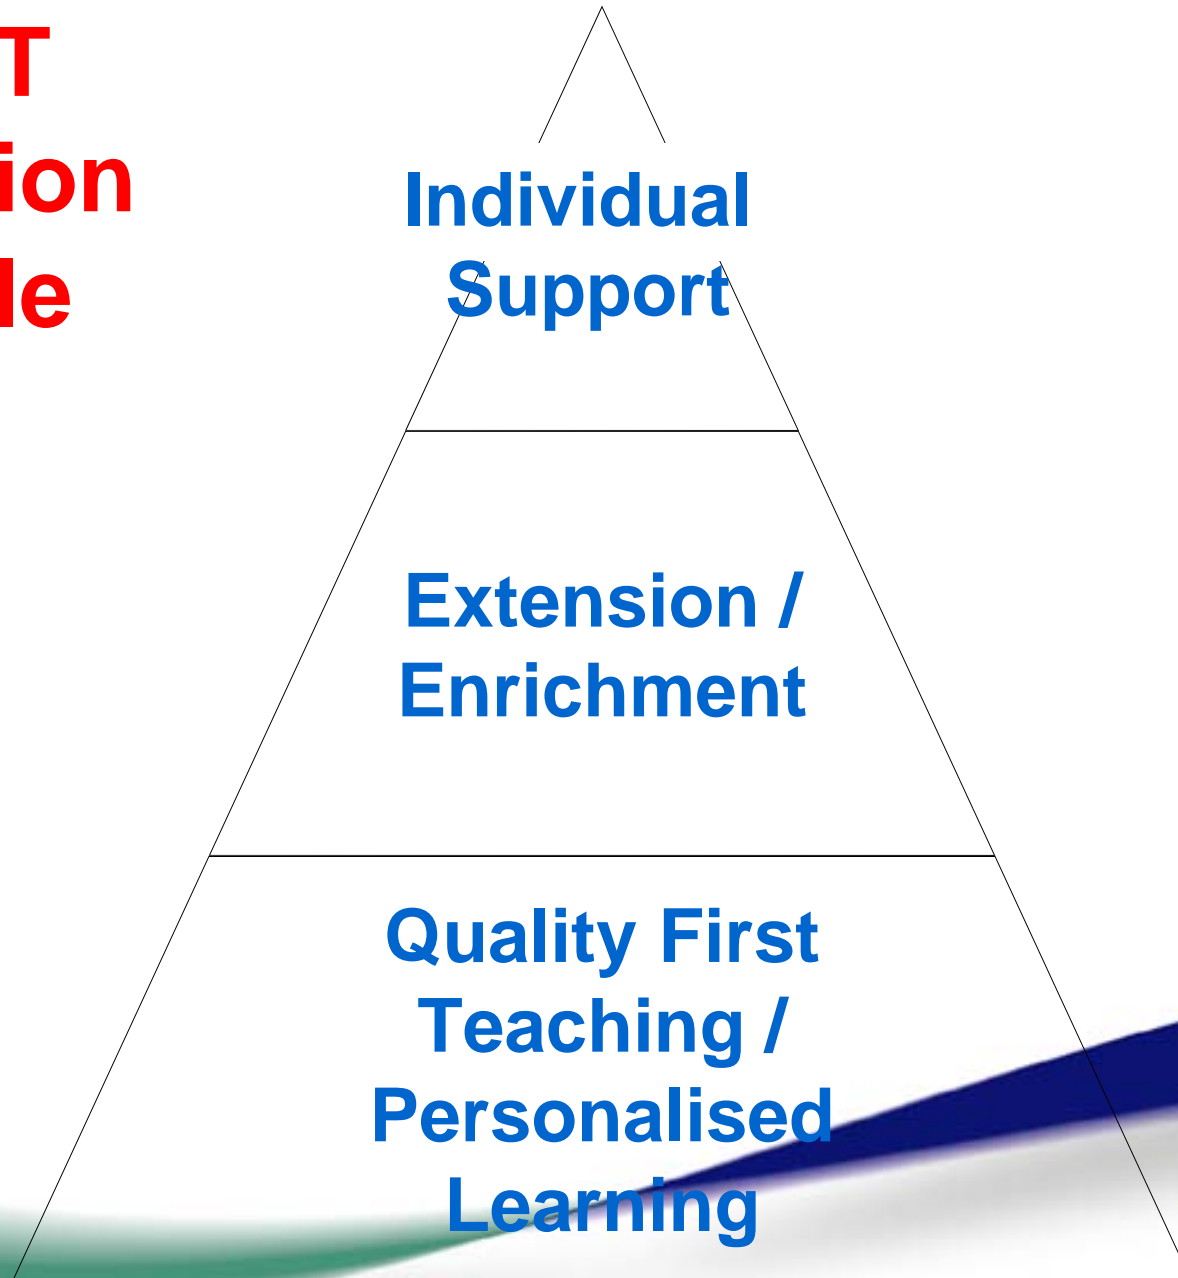 T
ion
le
Individual
Support
Extension /
Enrichment
Quality First
Teaching /
Personalised
Learning